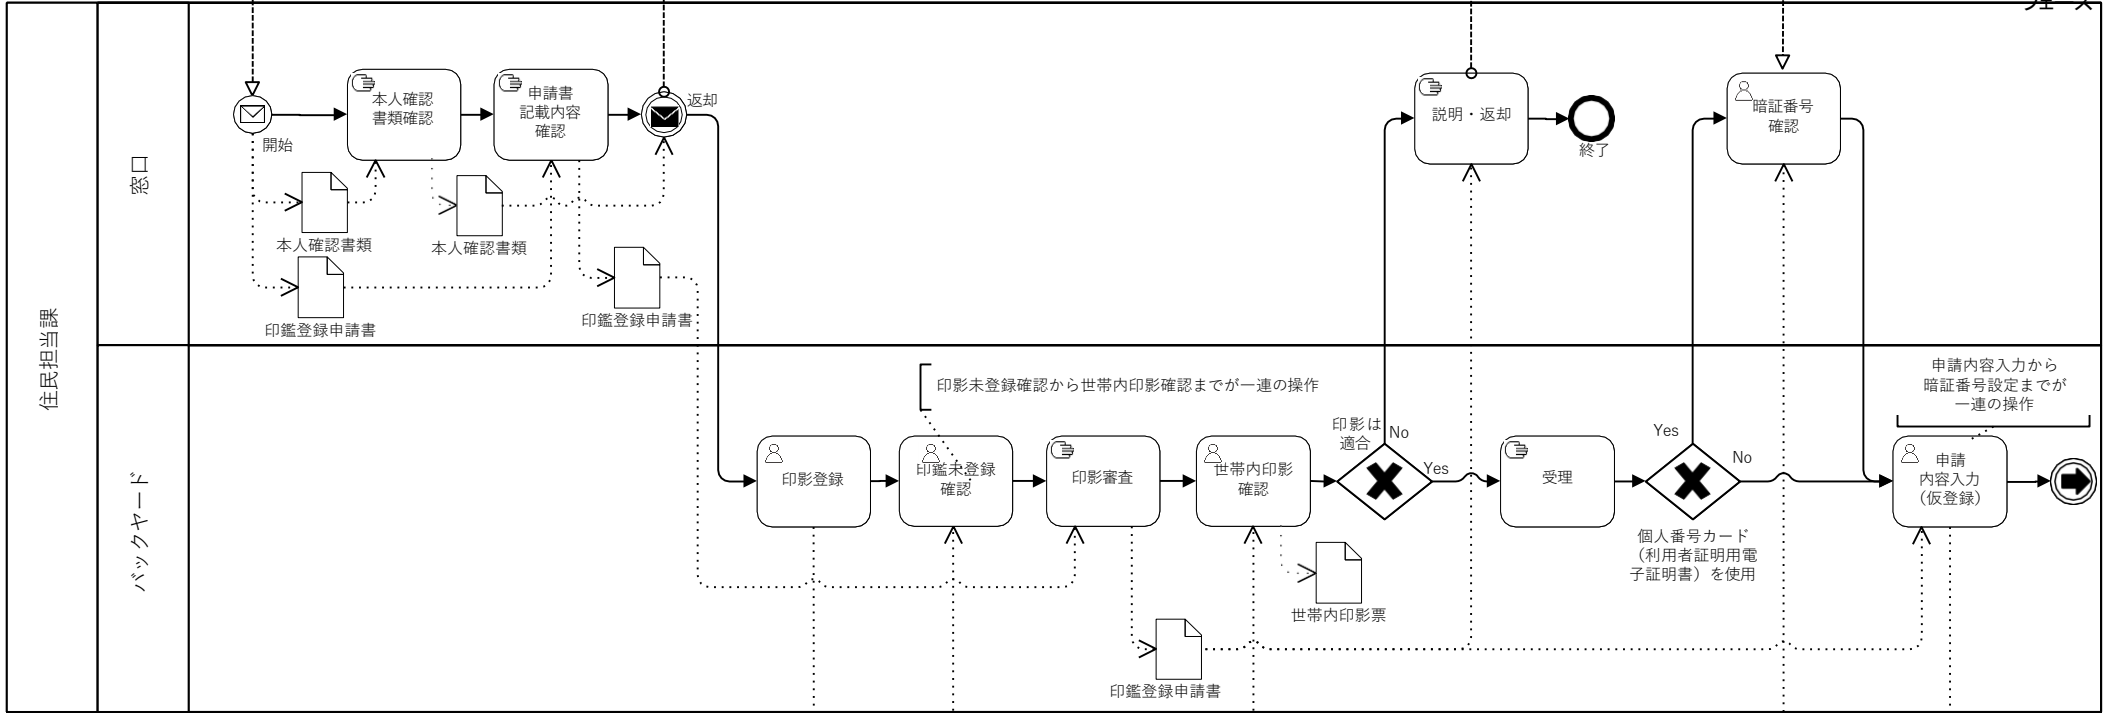 住民担当課
窓口
開始
本人確認
書類確認
申請書
記載内容
確認
返却
本人確認書類
本人確認書類
印鑑登録申請書
印鑑登録申請書
説明・返却
終了
暗証番号
確認
バックヤード
印影未登録確認から世帯内印影確認までが一連の操作
印影登録
印鑑未登録
確認
印影審査
世帯内印影
確認
印影は
適合
No
Yes
受理
Yes
No
個人番号カード
（利用者証明用電
子証明書）を使用
申請内容入力から
暗証番号設定までが
一連の操作
申請
内容入力
（仮登録）
世帯内印影票
印鑑登録申請書